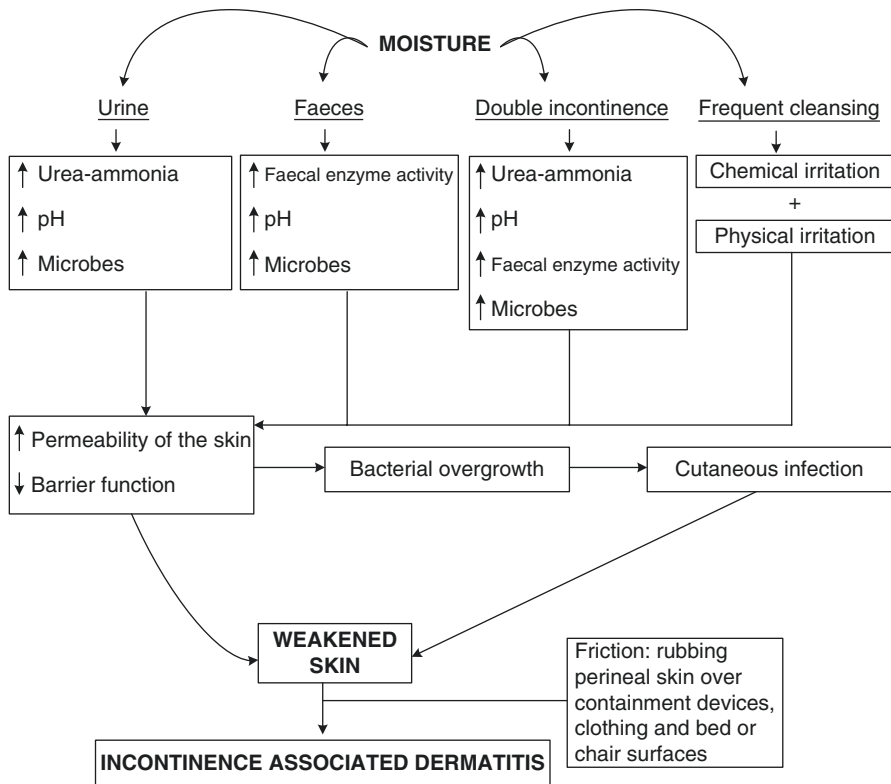 MOISTURE
Urine
Faeces
Double incontinence
Frequent cleansing
↑ Urea-ammonia
↑ pH
↑ Microbes
↑ Faecal enzyme activity
↑ pH
↑ Microbes
↑ Urea-ammonia
↑ pH
↑ Faecal enzyme activity
↑ Microbes
Chemical irritation
+
Physical irritation
↑ Permeability of the skin
↓ Barrier function
Bacterial overgrowth
Cutaneous infection
WEAKENED
SKIN
Friction: rubbing
perineal skin over
containment devices,
clothing and bed or
chair surfaces
INCONTINENCE ASSOCIATED DERMATITIS